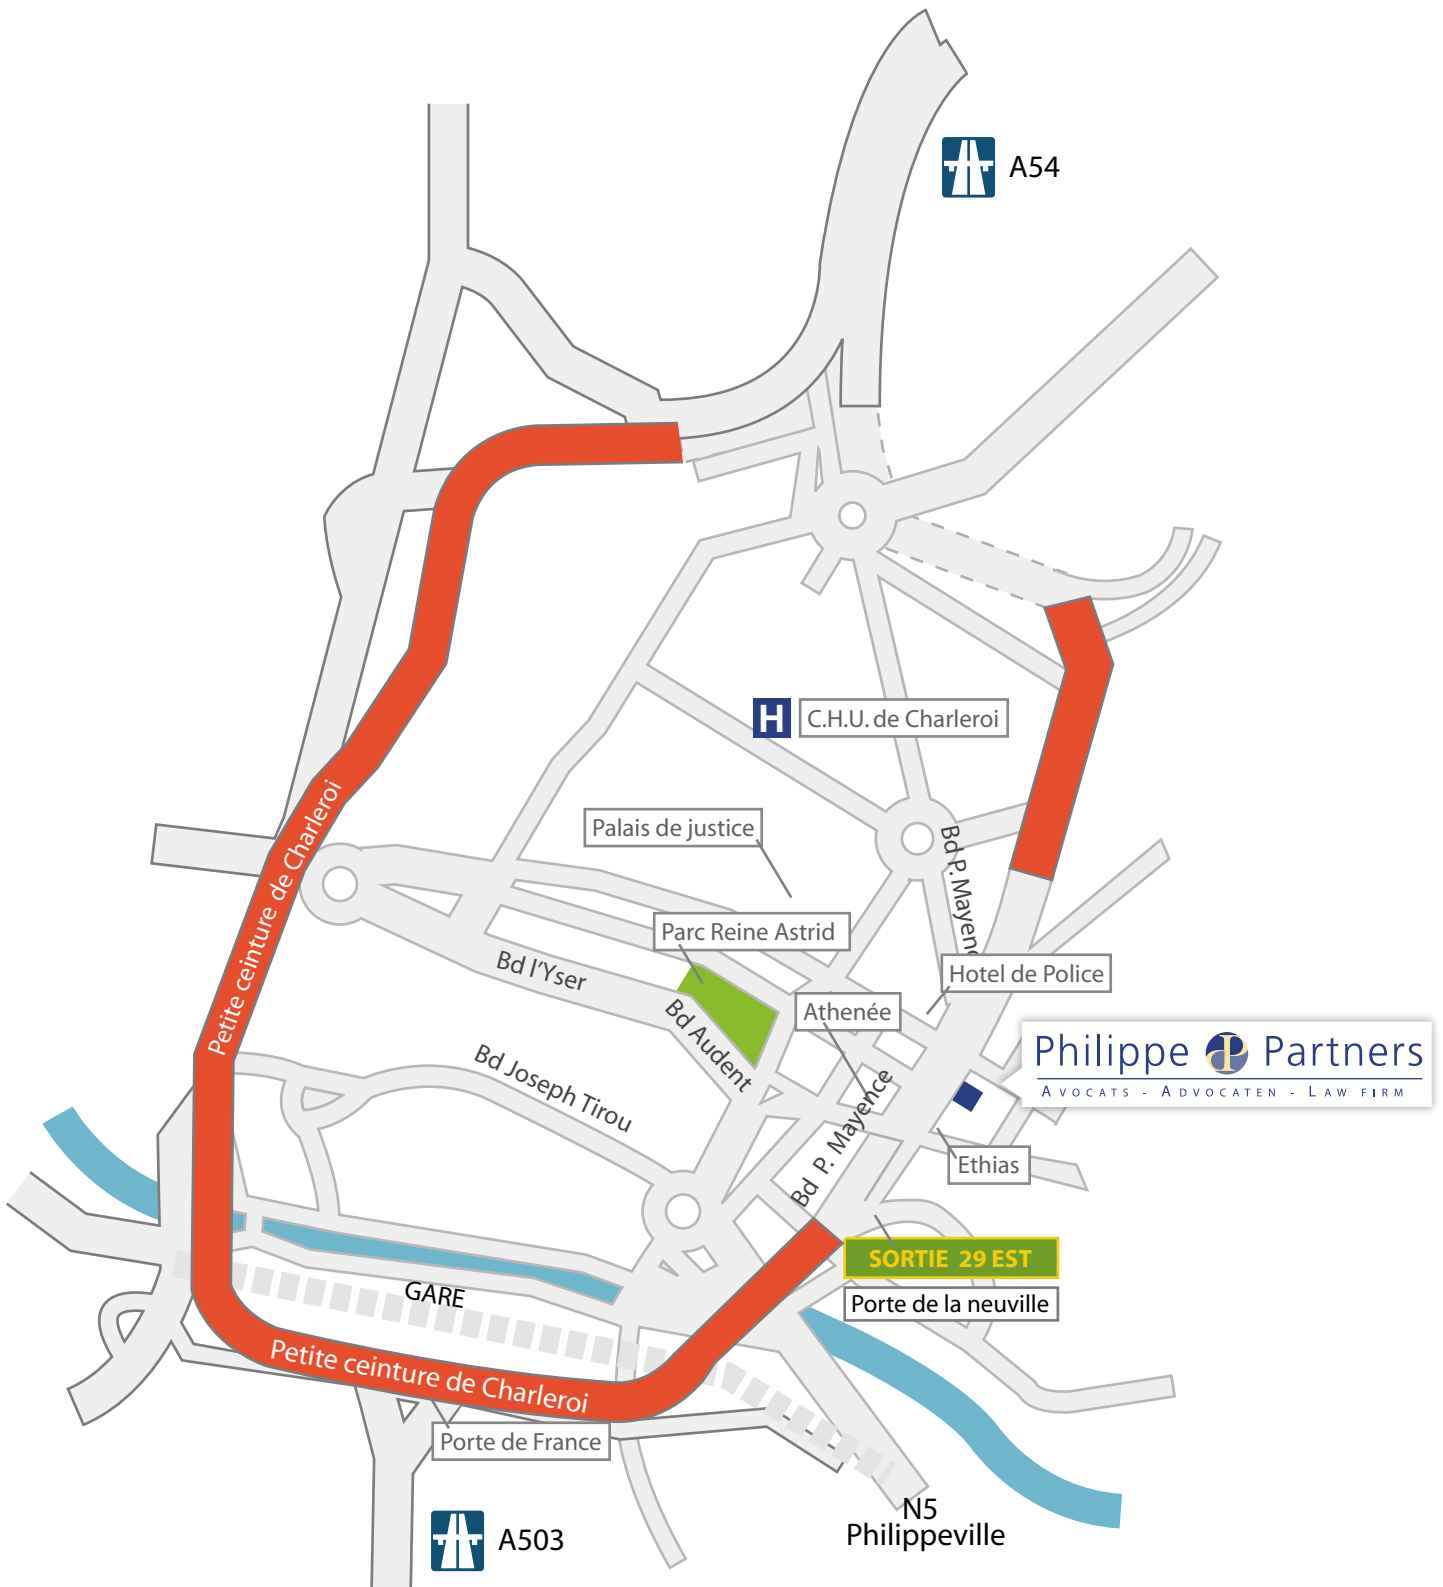 A54
H
C.H.U. de Charleroi
Petite ceinture de Charleroi
Palais de justice
Bd P. Mayenc
Parc Reine Astrid
Bd l'Yser
Hotel de Police
Athenée
Bd Audent
Philippe PP Partners
AVOCATS - ADVOCATEN - LAW FIRM
Bd Joseph Tirou
Bd P. Mayence
Ethias
SORTIE 29 EST
Porte de la neuville
GARE
Petite ceinture de Charleroi
Porte de France
N5
Philippeville
A503